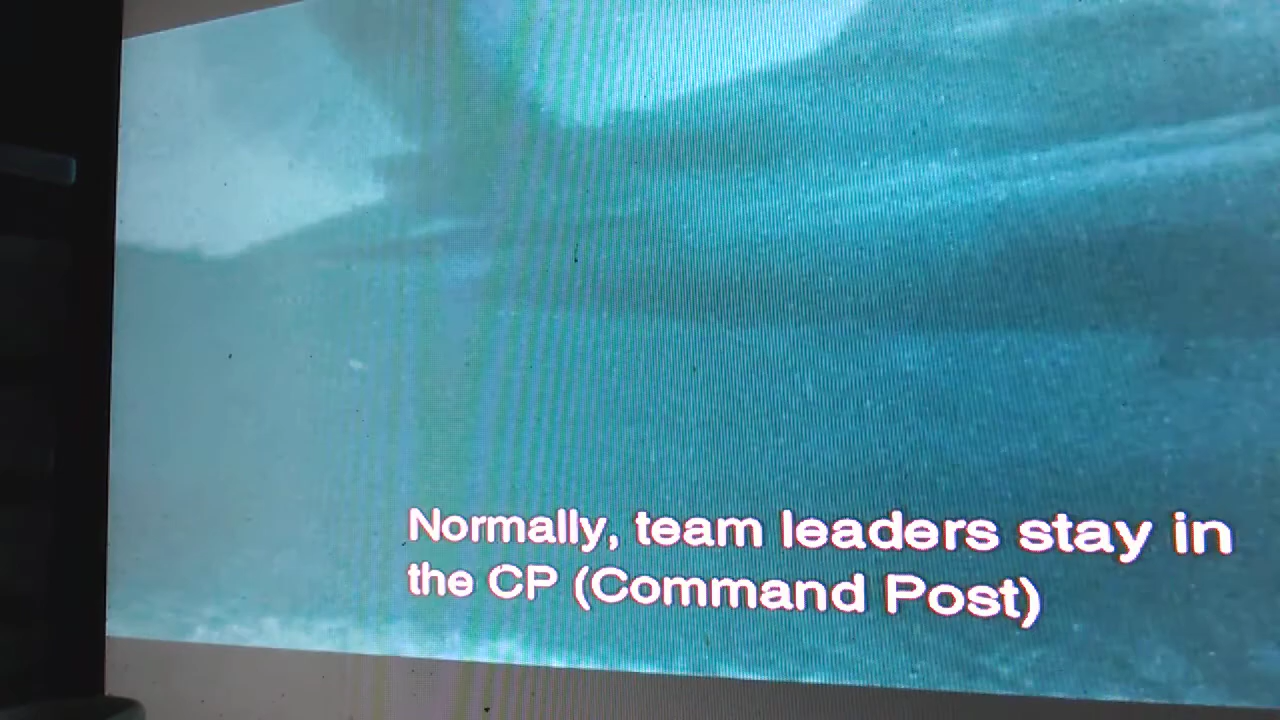 Normally, team leaders stay in
the CP (Command Post)